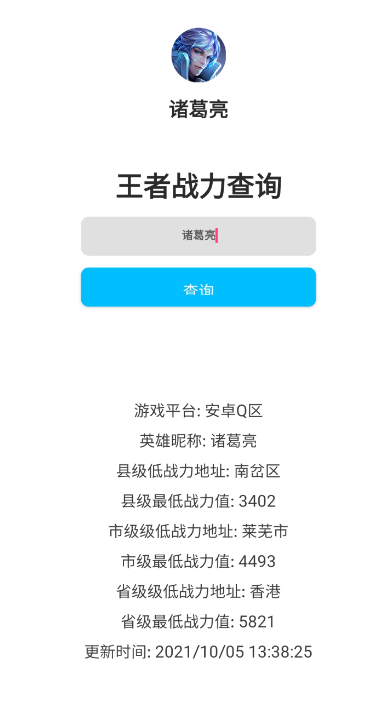 诸葛亮
王者战力查询
诸葛亮
查询
游戏平台: 安卓Q区
英雄昵称: 诸葛亮
县级低战力地址: 南岔区
县级最低战力值: 3402
市级级低战力地址: 莱芜市
市级最低战力值: 4493
省级级低战力地址: 香港
省级最低战力值: 5821
更新时间: 2021/10/05 13:38:25